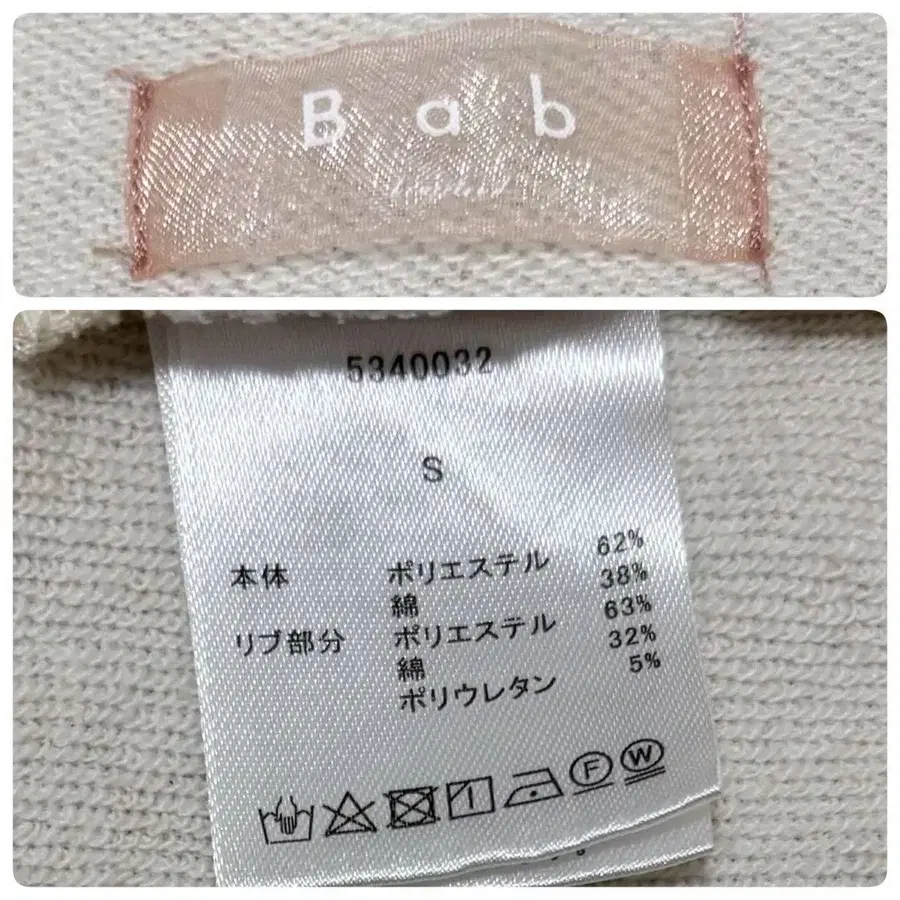 Bab
5340032
S
本体 ポリエステル 62%
綿 38%
リブ部分 ポリエステル 63%
綿 32%
ポリウレタン 5%
F W